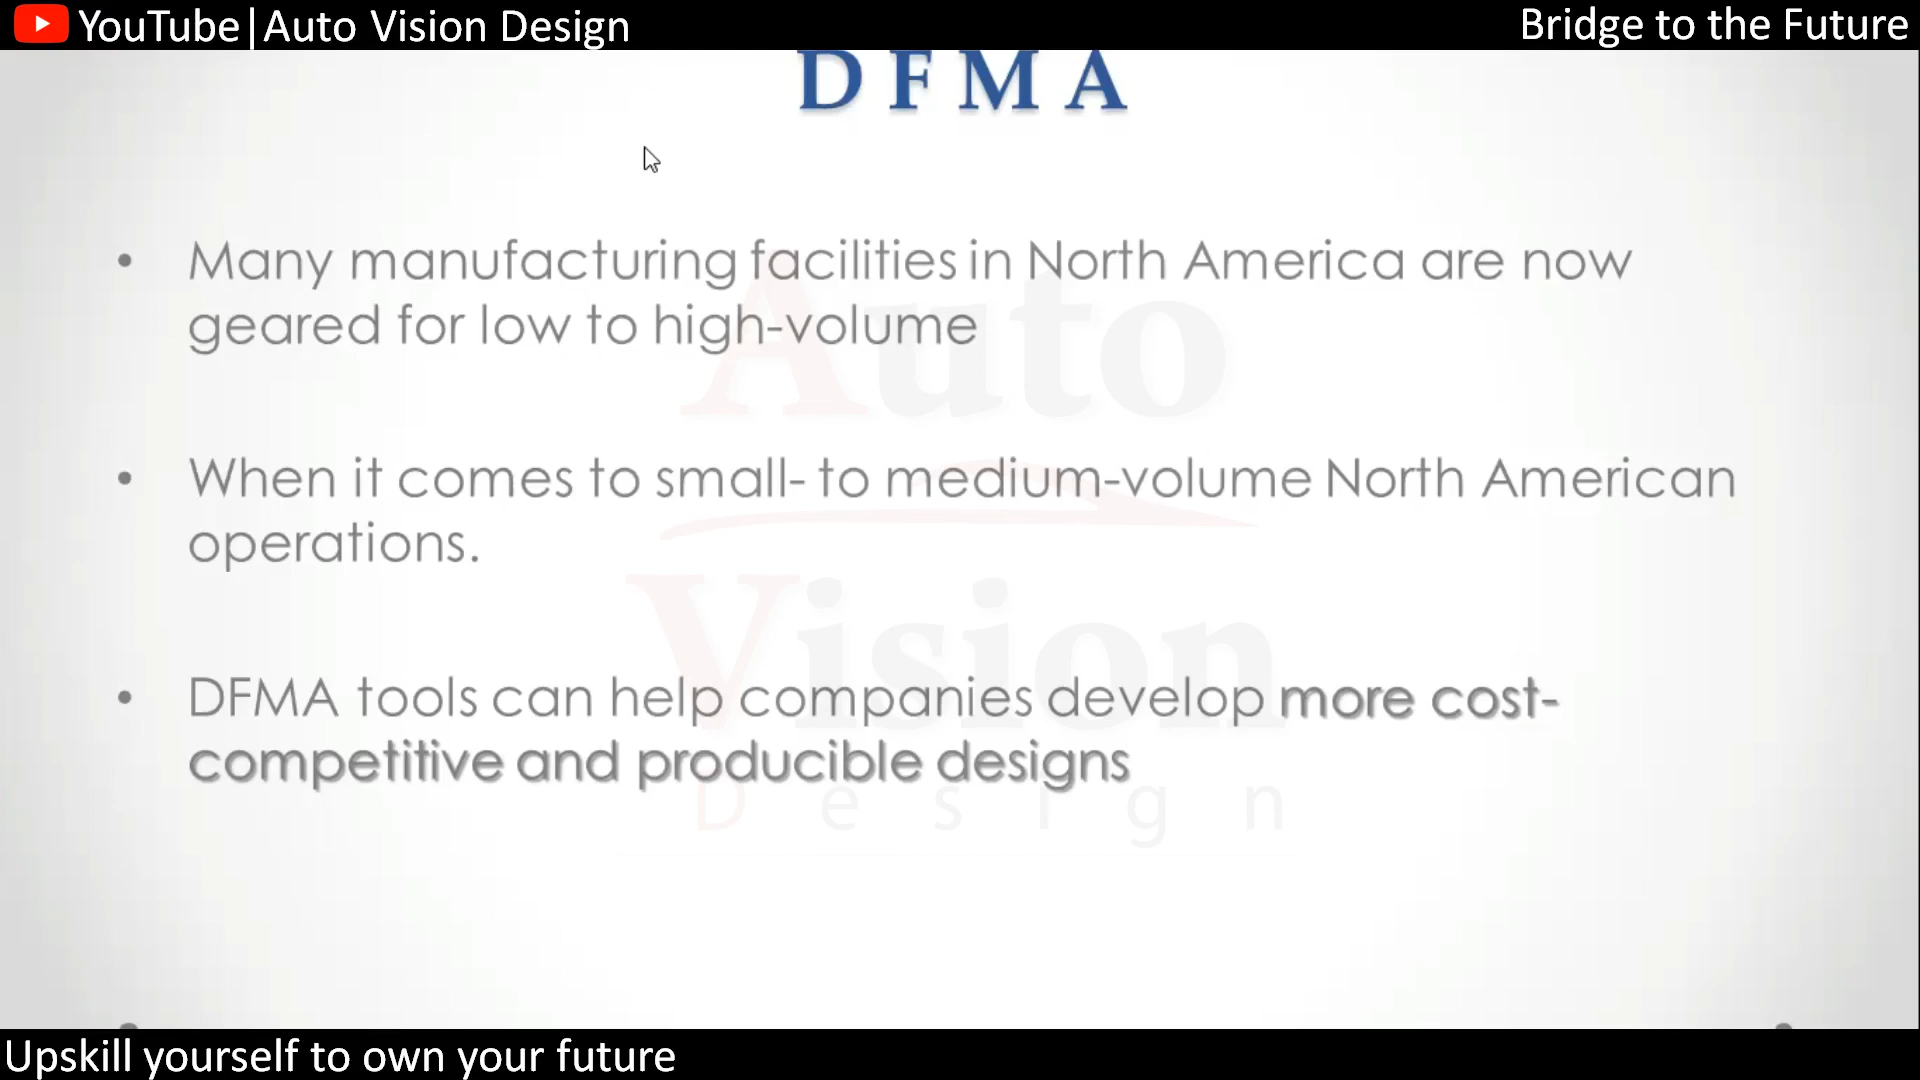 YouTube|Auto Vision Design
Bridge to the Future
DFMA
• Many manufacturing facilities in North America are now
geared for low to high-volume
• When it comes to small- to medium-volume North American
operations.
• DFMA tools can help companies develop more cost-
competitive and producible designs
Auto
Vision
Design
Upskill yourself to own your future